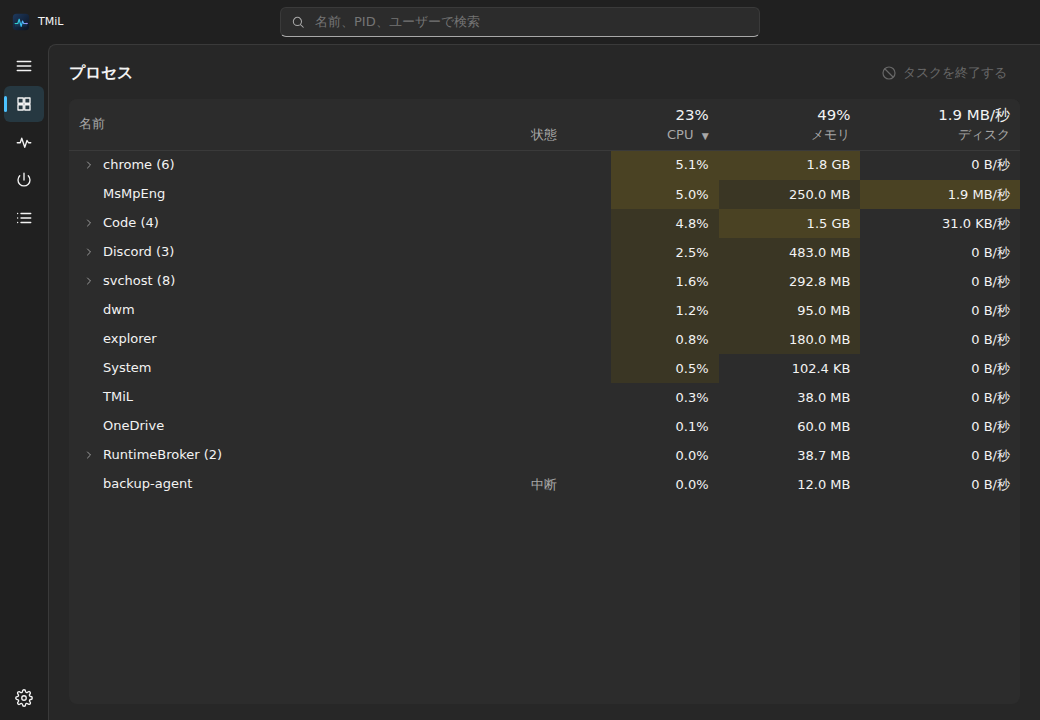 TMiL
名前、PID、ユーザーで検索
プロセス
タスクを終了する
23% 49% 1.9 MB/秒
名前 状態 CPU ▼ メモリ ディスク
chrome (6) 5.1% 1.8 GB 0 B/秒
MsMpEng 5.0% 250.0 MB 1.9 MB/秒
Code (4) 4.8% 1.5 GB 31.0 KB/秒
Discord (3) 2.5% 483.0 MB 0 B/秒
svchost (8) 1.6% 292.8 MB 0 B/秒
dwm 1.2% 95.0 MB 0 B/秒
explorer 0.8% 180.0 MB 0 B/秒
System 0.5% 102.4 KB 0 B/秒
TMiL 0.3% 38.0 MB 0 B/秒
OneDrive 0.1% 60.0 MB 0 B/秒
RuntimeBroker (2) 0.0% 38.7 MB 0 B/秒
backup-agent 中断 0.0% 12.0 MB 0 B/秒